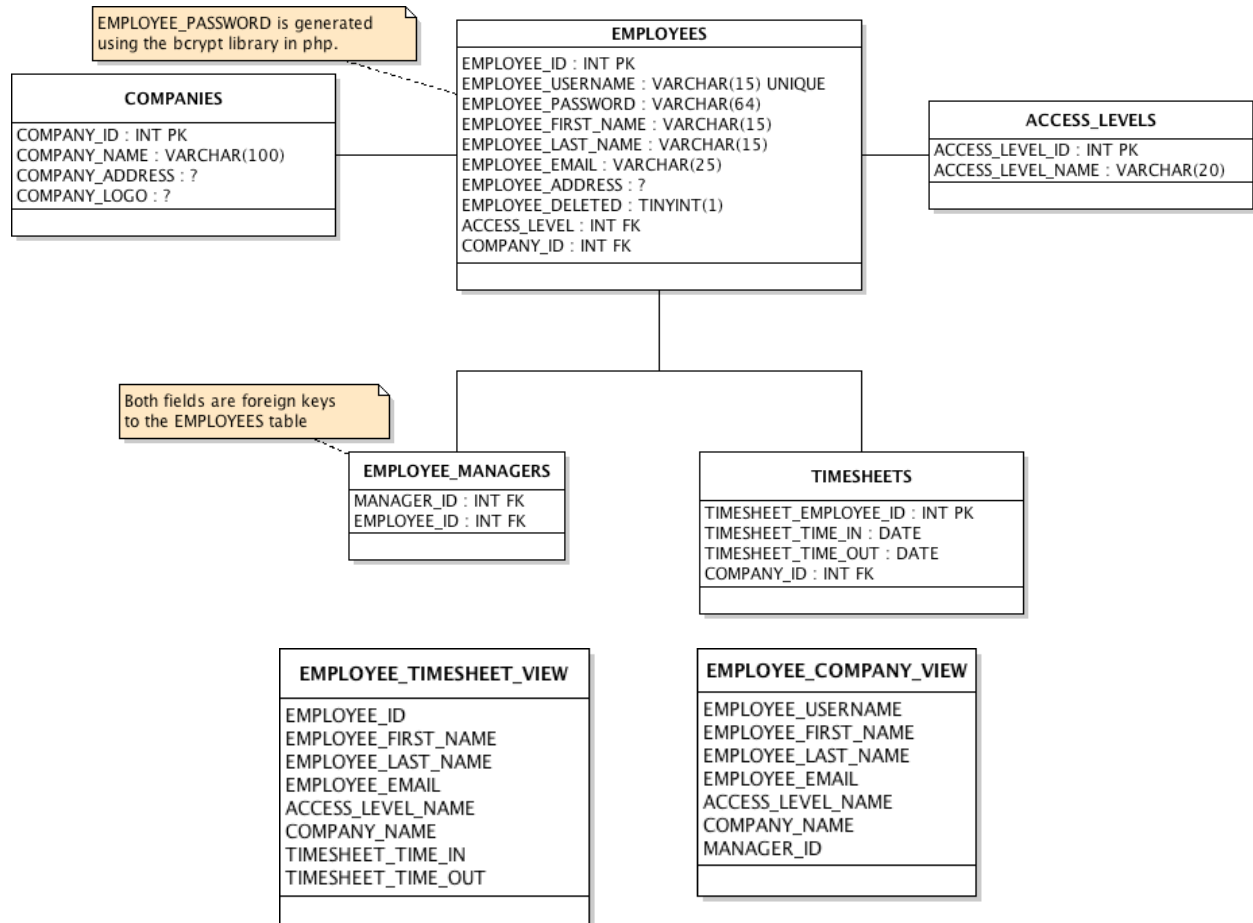 EMPLOYEE_PASSWORD is generated
using the bcrypt library in php.
COMPANIES
COMPANY_ID : INT PK
COMPANY_NAME : VARCHAR(100)
COMPANY_ADDRESS : ?
COMPANY_LOGO : ?
EMPLOYEES
EMPLOYEE_ID : INT PK
EMPLOYEE_USERNAME : VARCHAR(15) UNIQUE
EMPLOYEE_PASSWORD : VARCHAR(64)
EMPLOYEE_FIRST_NAME : VARCHAR(15)
EMPLOYEE_LAST_NAME : VARCHAR(15)
EMPLOYEE_EMAIL : VARCHAR(25)
EMPLOYEE_ADDRESS : ?
EMPLOYEE_DELETED : TINYINT(1)
ACCESS_LEVEL : INT FK
COMPANY_ID : INT FK
ACCESS_LEVELS
ACCESS_LEVEL_ID : INT PK
ACCESS_LEVEL_NAME : VARCHAR(20)
Both fields are foreign keys
to the EMPLOYEES table
EMPLOYEE_MANAGERS
MANAGER_ID : INT FK
EMPLOYEE_ID : INT FK
TIMESHEETS
TIMESHEET_EMPLOYEE_ID : INT PK
TIMESHEET_TIME_IN : DATE
TIMESHEET_TIME_OUT : DATE
COMPANY_ID : INT FK
EMPLOYEE_TIMESHEET_VIEW
EMPLOYEE_ID
EMPLOYEE_FIRST_NAME
EMPLOYEE_LAST_NAME
EMPLOYEE_EMAIL
ACCESS_LEVEL_NAME
COMPANY_NAME
TIMESHEET_TIME_IN
TIMESHEET_TIME_OUT
EMPLOYEE_COMPANY_VIEW
EMPLOYEE_USERNAME
EMPLOYEE_FIRST_NAME
EMPLOYEE_LAST_NAME
EMPLOYEE_EMAIL
ACCESS_LEVEL_NAME
COMPANY_NAME
MANAGER_ID